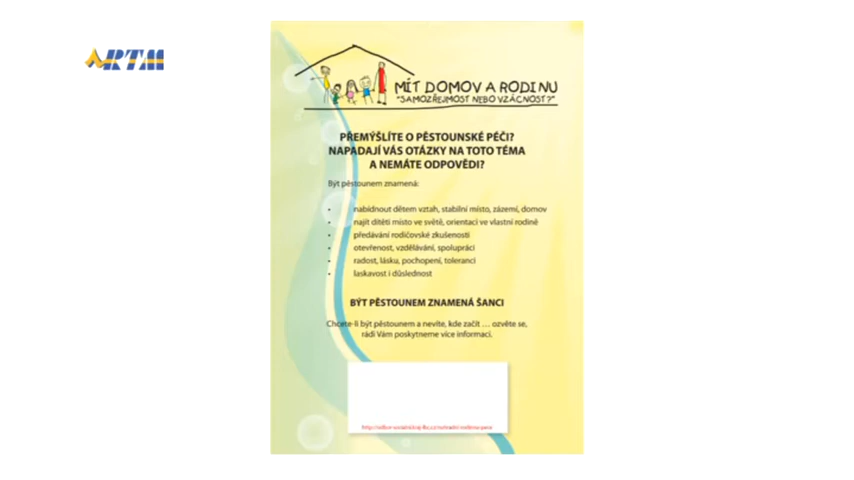 RTM
MÍT DOMOV A RODINU
"SAMOZŘEJMOST NEBO VZÁCNOST?"
PŘEMÝŠLÍTE O PĚSTOUNSKÉ PÉČI?
NAPADAJÍ VÁS OTÁZKY NA TOTO TÉMA
A NEMÁTE ODPOVĚDI?
Být pěstounem znamená:
• nabídnout dětem vztah, stabilní místo, zázemí, domov
• najít dítěti místo ve světě, orientaci ve vlastní rodině
• předávání rodičovské zkušenosti
• otevřenost, vzdělávání, spolupráci
• radost, lásku, pochopení, toleranci
• laskavost i důslednost
BÝT PĚSTOUNEM ZNAMENÁ ŠANCI
Chcete-li být pěstounem a nevíte, kde začít … ozvěte se,
rádi Vám poskytneme více informací.